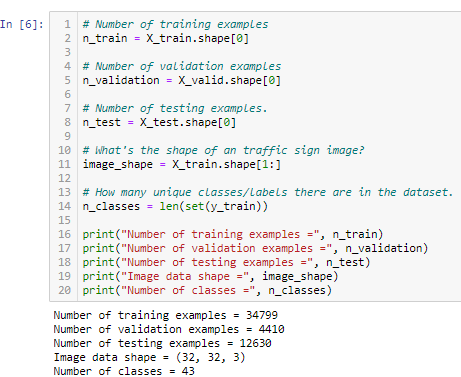 In [6]:
1 # Number of training examples
2 n_train = X_train.shape[0]
3
4 # Number of validation examples
5 n_validation = X_valid.shape[0]
6
7 # Number of testing examples.
8 n_test = X_test.shape[0]
9
10 # What's the shape of an traffic sign image?
11 image_shape = X_train.shape[1:]
12
13 # How many unique classes/labels there are in the dataset.
14 n_classes = len(set(y_train))
15
16 print("Number of training examples =", n_train)
17 print("Number of validation examples =", n_validation)
18 print("Number of testing examples =", n_test)
19 print("Image data shape =", image_shape)
20 print("Number of classes =", n_classes)
Number of training examples = 34799
Number of validation examples = 4410
Number of testing examples = 12630
Image data shape = (32, 32, 3)
Number of classes = 43